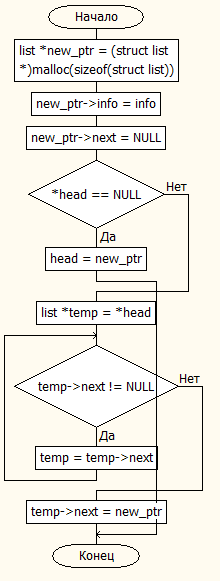 Начало
list *new_ptr = (struct list
*)malloc(sizeof(struct list))
new_ptr->info = info
new_ptr->next = NULL
*head == NULL
Нет
Да
head = new_ptr
list *temp = *head
temp->next != NULL
Нет
Да
temp = temp->next
temp->next = new_ptr
Конец